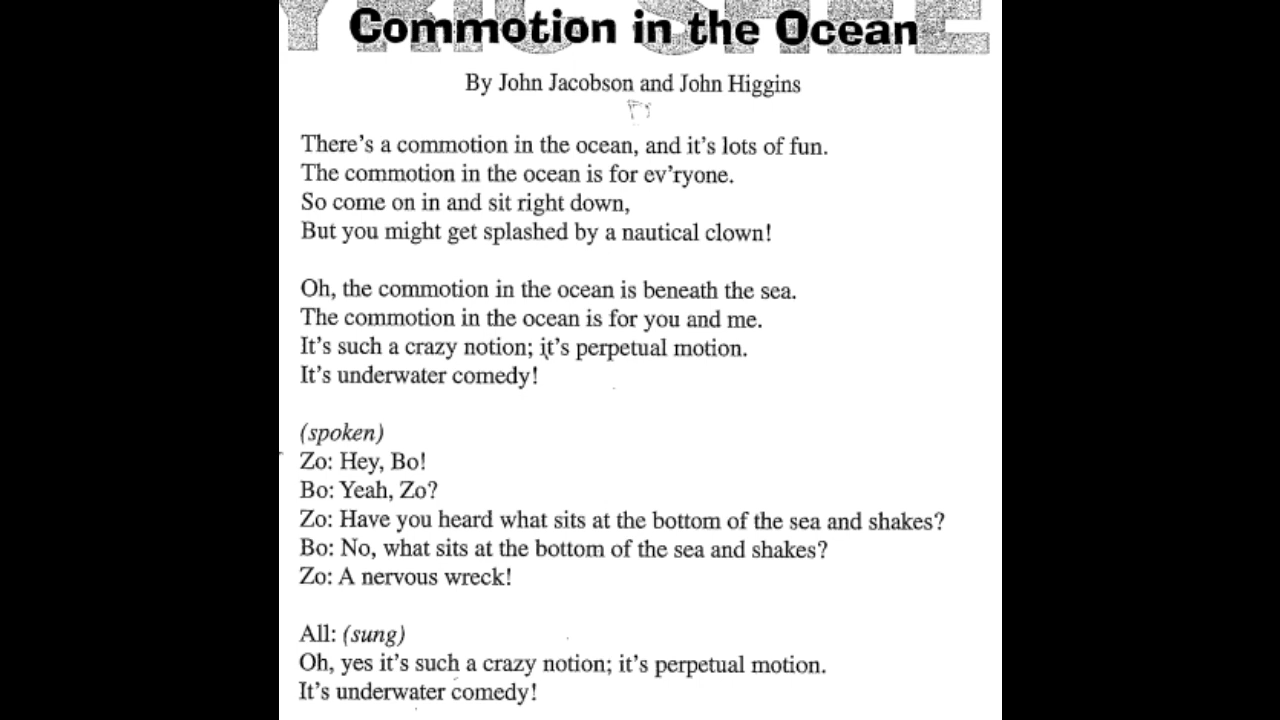 Commotion in the Ocean
By John Jacobson and John Higgins
There's a commotion in the ocean, and it's lots of fun.
The commotion in the ocean is for ev'ryone.
So come on in and sit right down,
But you might get splashed by a nautical clown!
Oh, the commotion in the ocean is beneath the sea.
The commotion in the ocean is for you and me.
It's such a crazy notion; it's perpetual motion.
It's underwater comedy!
(spoken)
Zo: Hey, Bo!
Bo: Yeah, Zo?
Zo: Have you heard what sits at the bottom of the sea and shakes?
Bo: No, what sits at the bottom of the sea and shakes?
Zo: A nervous wreck!
All: (sung)
Oh, yes it's such a crazy notion; it's perpetual motion.
It's underwater comedy!